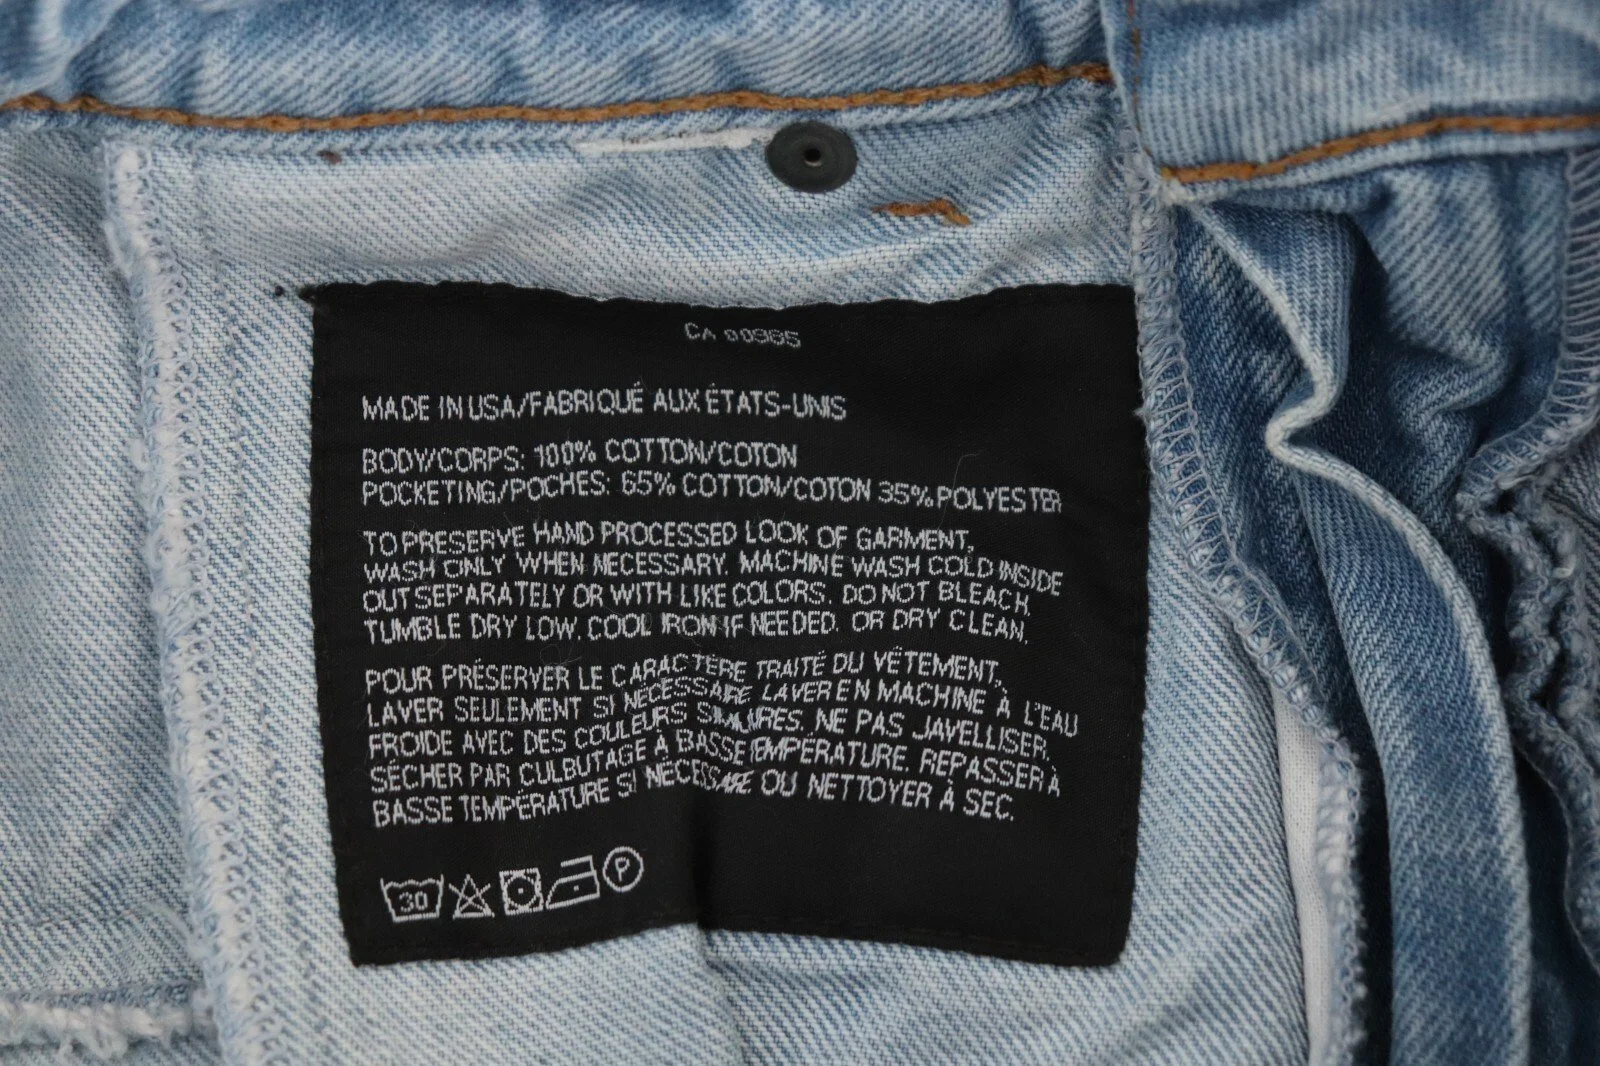 CA 00965
MADE IN USA/FABRIQUÉ AUX ÉTATS-UNIS
BODY/CORPS: 100% COTTON/COTON
POCKETING/POCHES: 65% COTTON/COTON 35% POLYESTER
TO PRESERVE HAND PROCESSED LOOK OF GARMENT,
WASH ONLY WHEN NECESSARY. MACHINE WASH COLD INSIDE
OUT SEPARATELY OR WITH LIKE COLORS. DO NOT BLEACH,
TUMBLE DRY LOW. COOL IRON IF NEEDED. OR DRY CLEAN.
POUR PRÉSERVER LE CARACTÈRE TRAITÉ DU VÊTEMENT,
LAVER SEULEMENT SI NÉCESSAIRE. LAVER EN MACHINE À L'EAU
FROIDE AVEC DES COULEURS SIMILAIRES. NE PAS JAVELLISER.
SÉCHER PAR CULBUTAGE À BASSE TEMPÉRATURE. REPASSER À
BASSE TEMPÉRATURE SI NÉCESSAIRE OU NETTOYER À SEC.
30 P